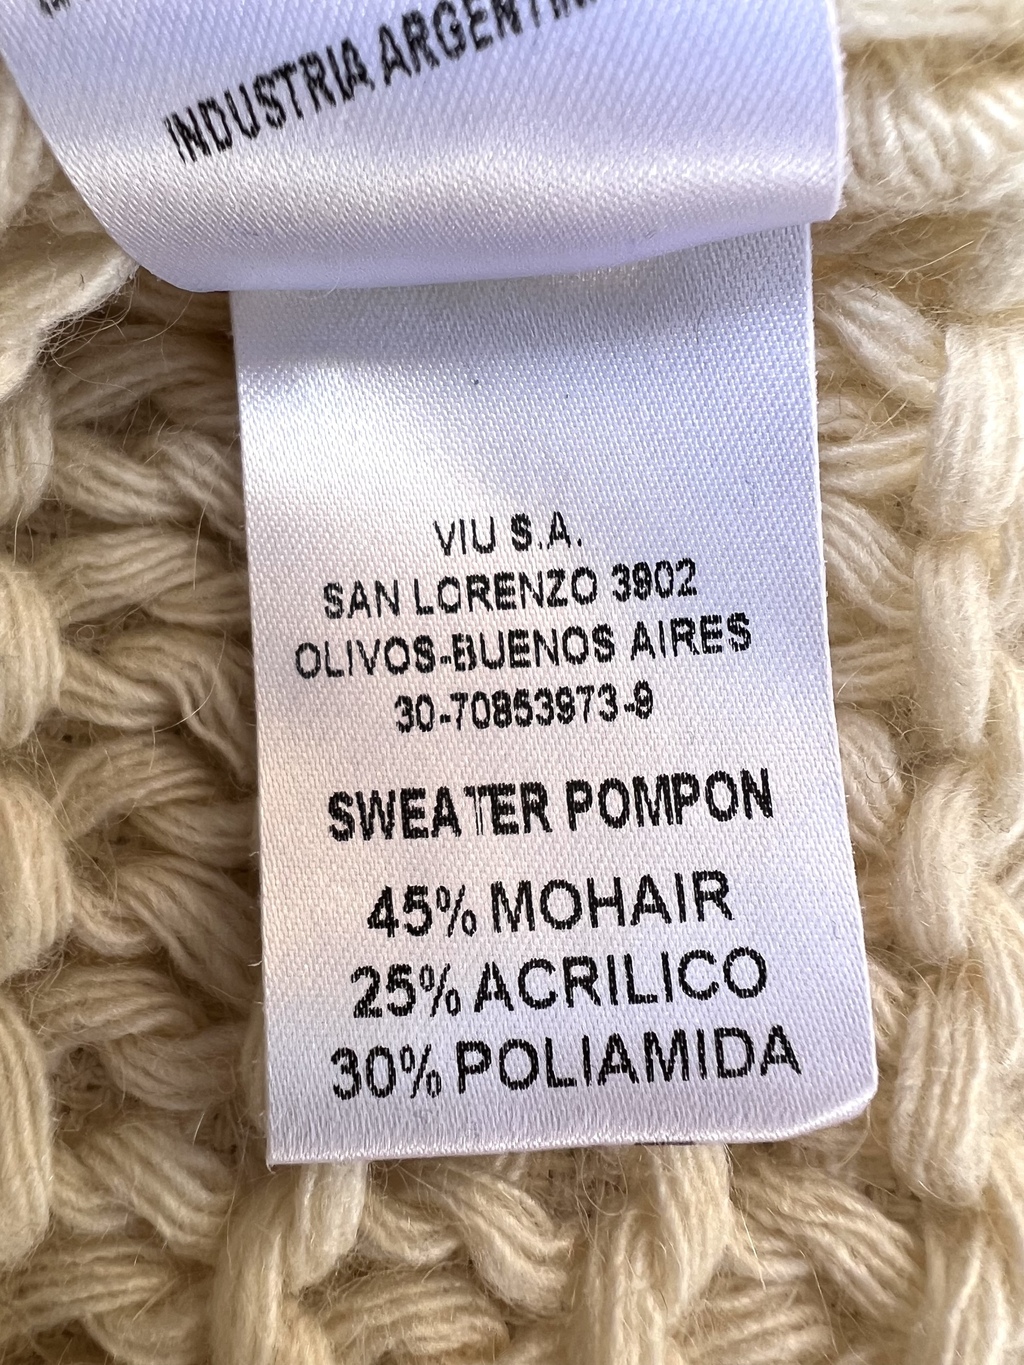 INDUSTRIA ARGENTIN
VIU S.A.
SAN LORENZO 3902
OLIVOS-BUENOS AIRES
30-70853973-9
SWEATER POMPON
45% MOHAIR
25% ACRILICO
30% POLIAMIDA